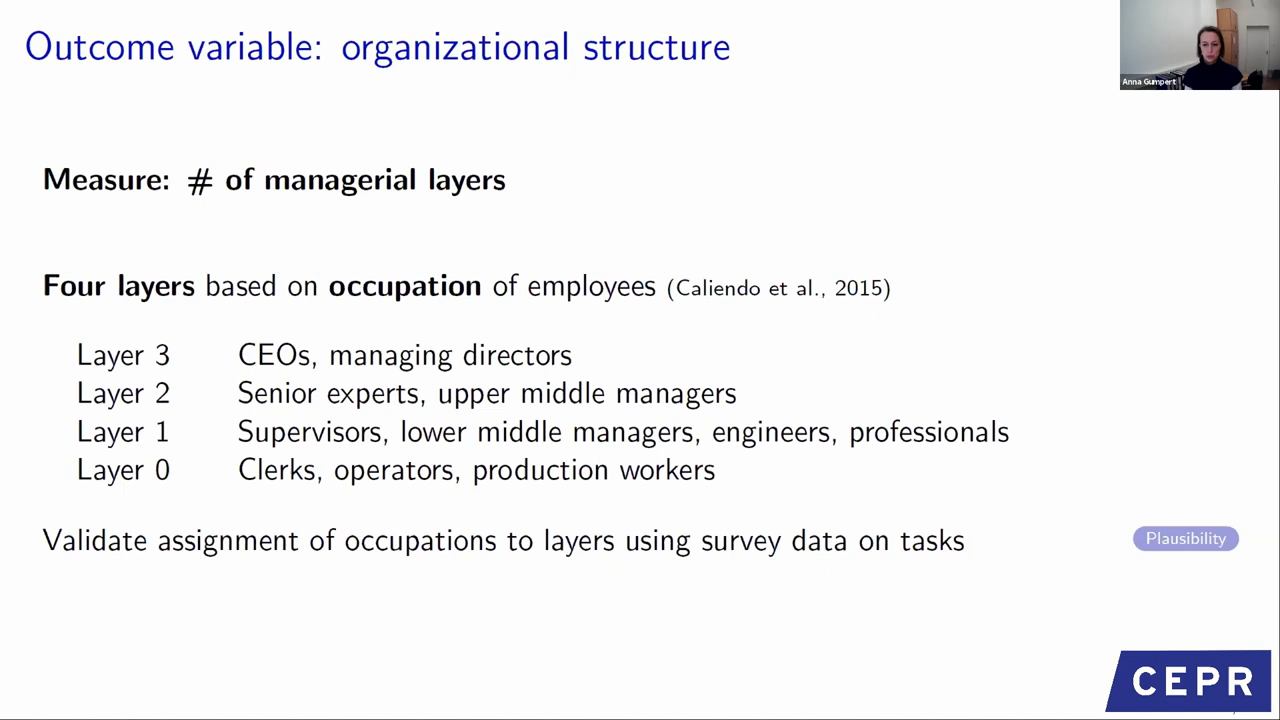 Outcome variable: organizational structure
Anna Gumpert
Measure: # of managerial layers
Four layers based on occupation of employees (Caliendo et al., 2015)
Layer 3 CEOs, managing directors
Layer 2 Senior experts, upper middle managers
Layer 1 Supervisors, lower middle managers, engineers, professionals
Layer 0 Clerks, operators, production workers
Validate assignment of occupations to layers using survey data on tasks
Plausibility
CEPR